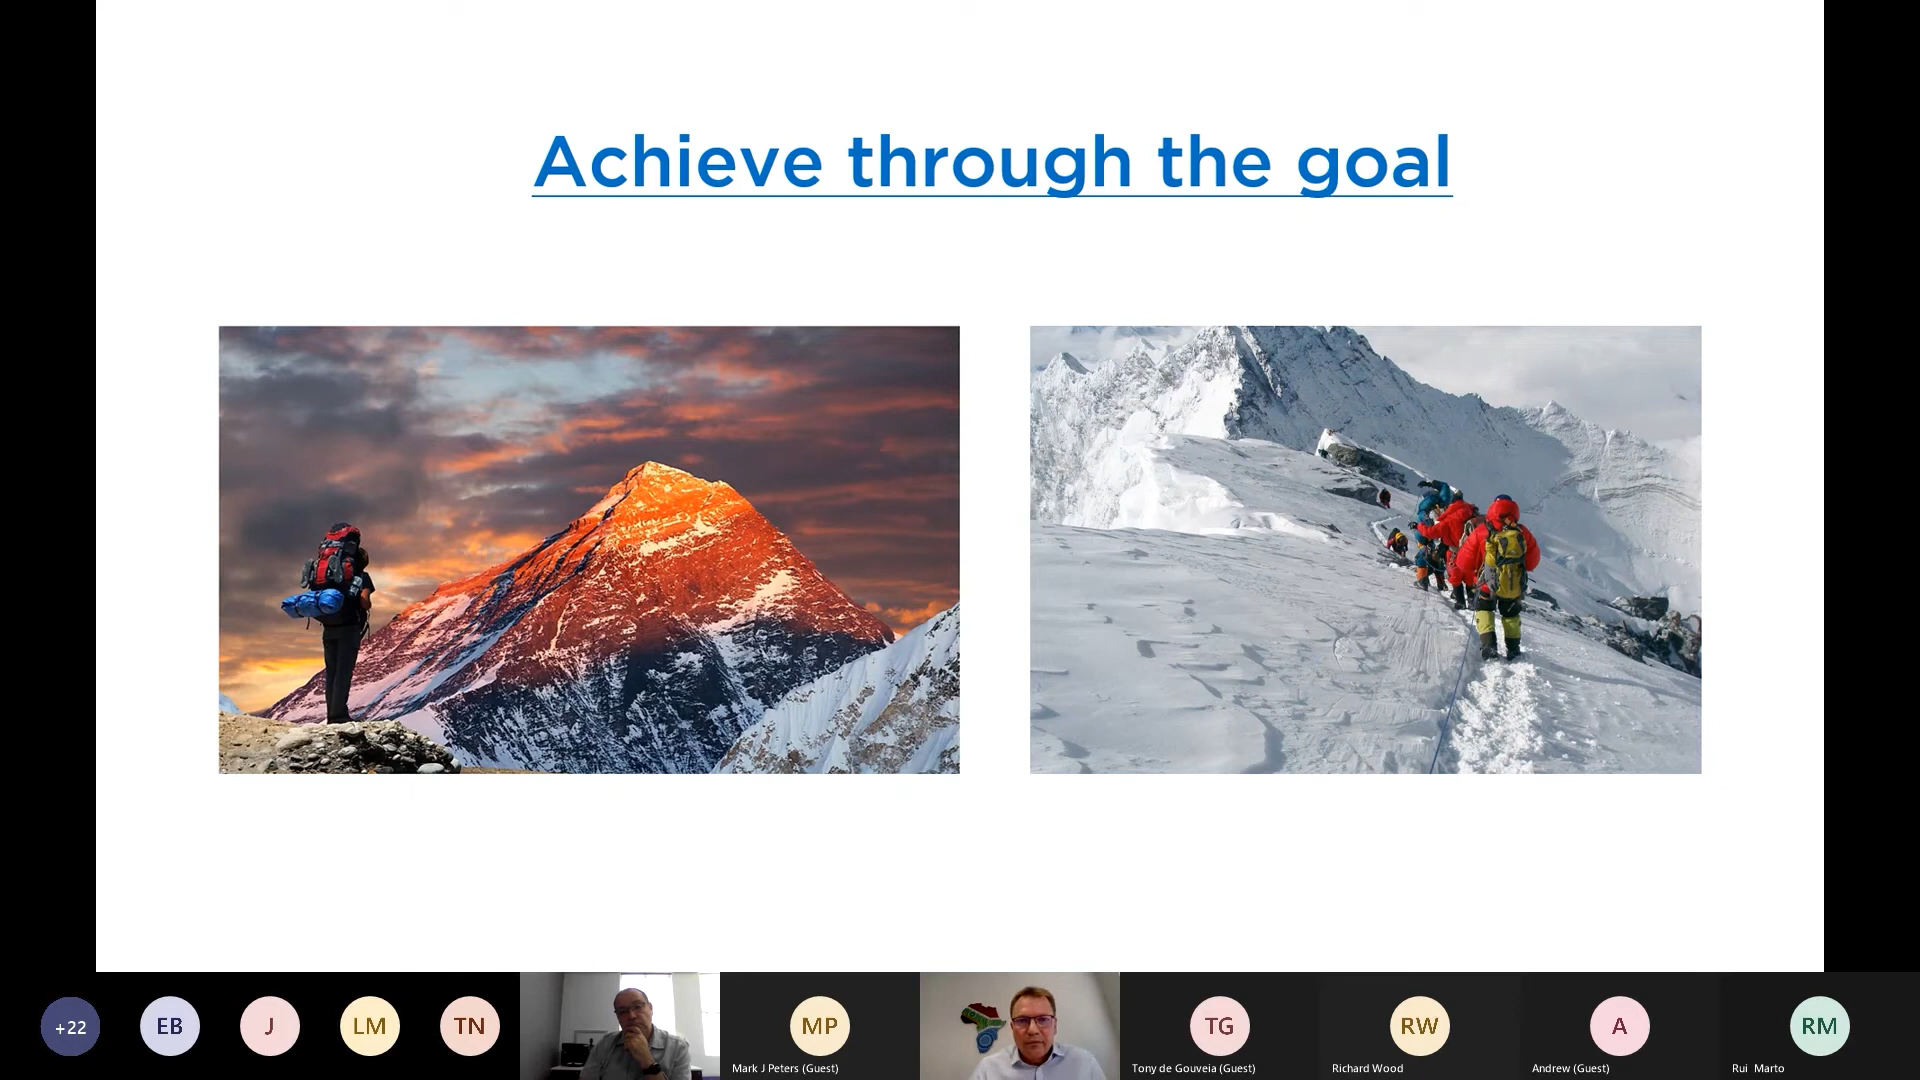 Achieve through the goal
+22
EB
J
LM
TN
MP
Mark J Peters (Guest)
TG
Tony de Gouveia (Guest)
RW
Richard Wood
A
Andrew (Guest)
RM
Rui Marto